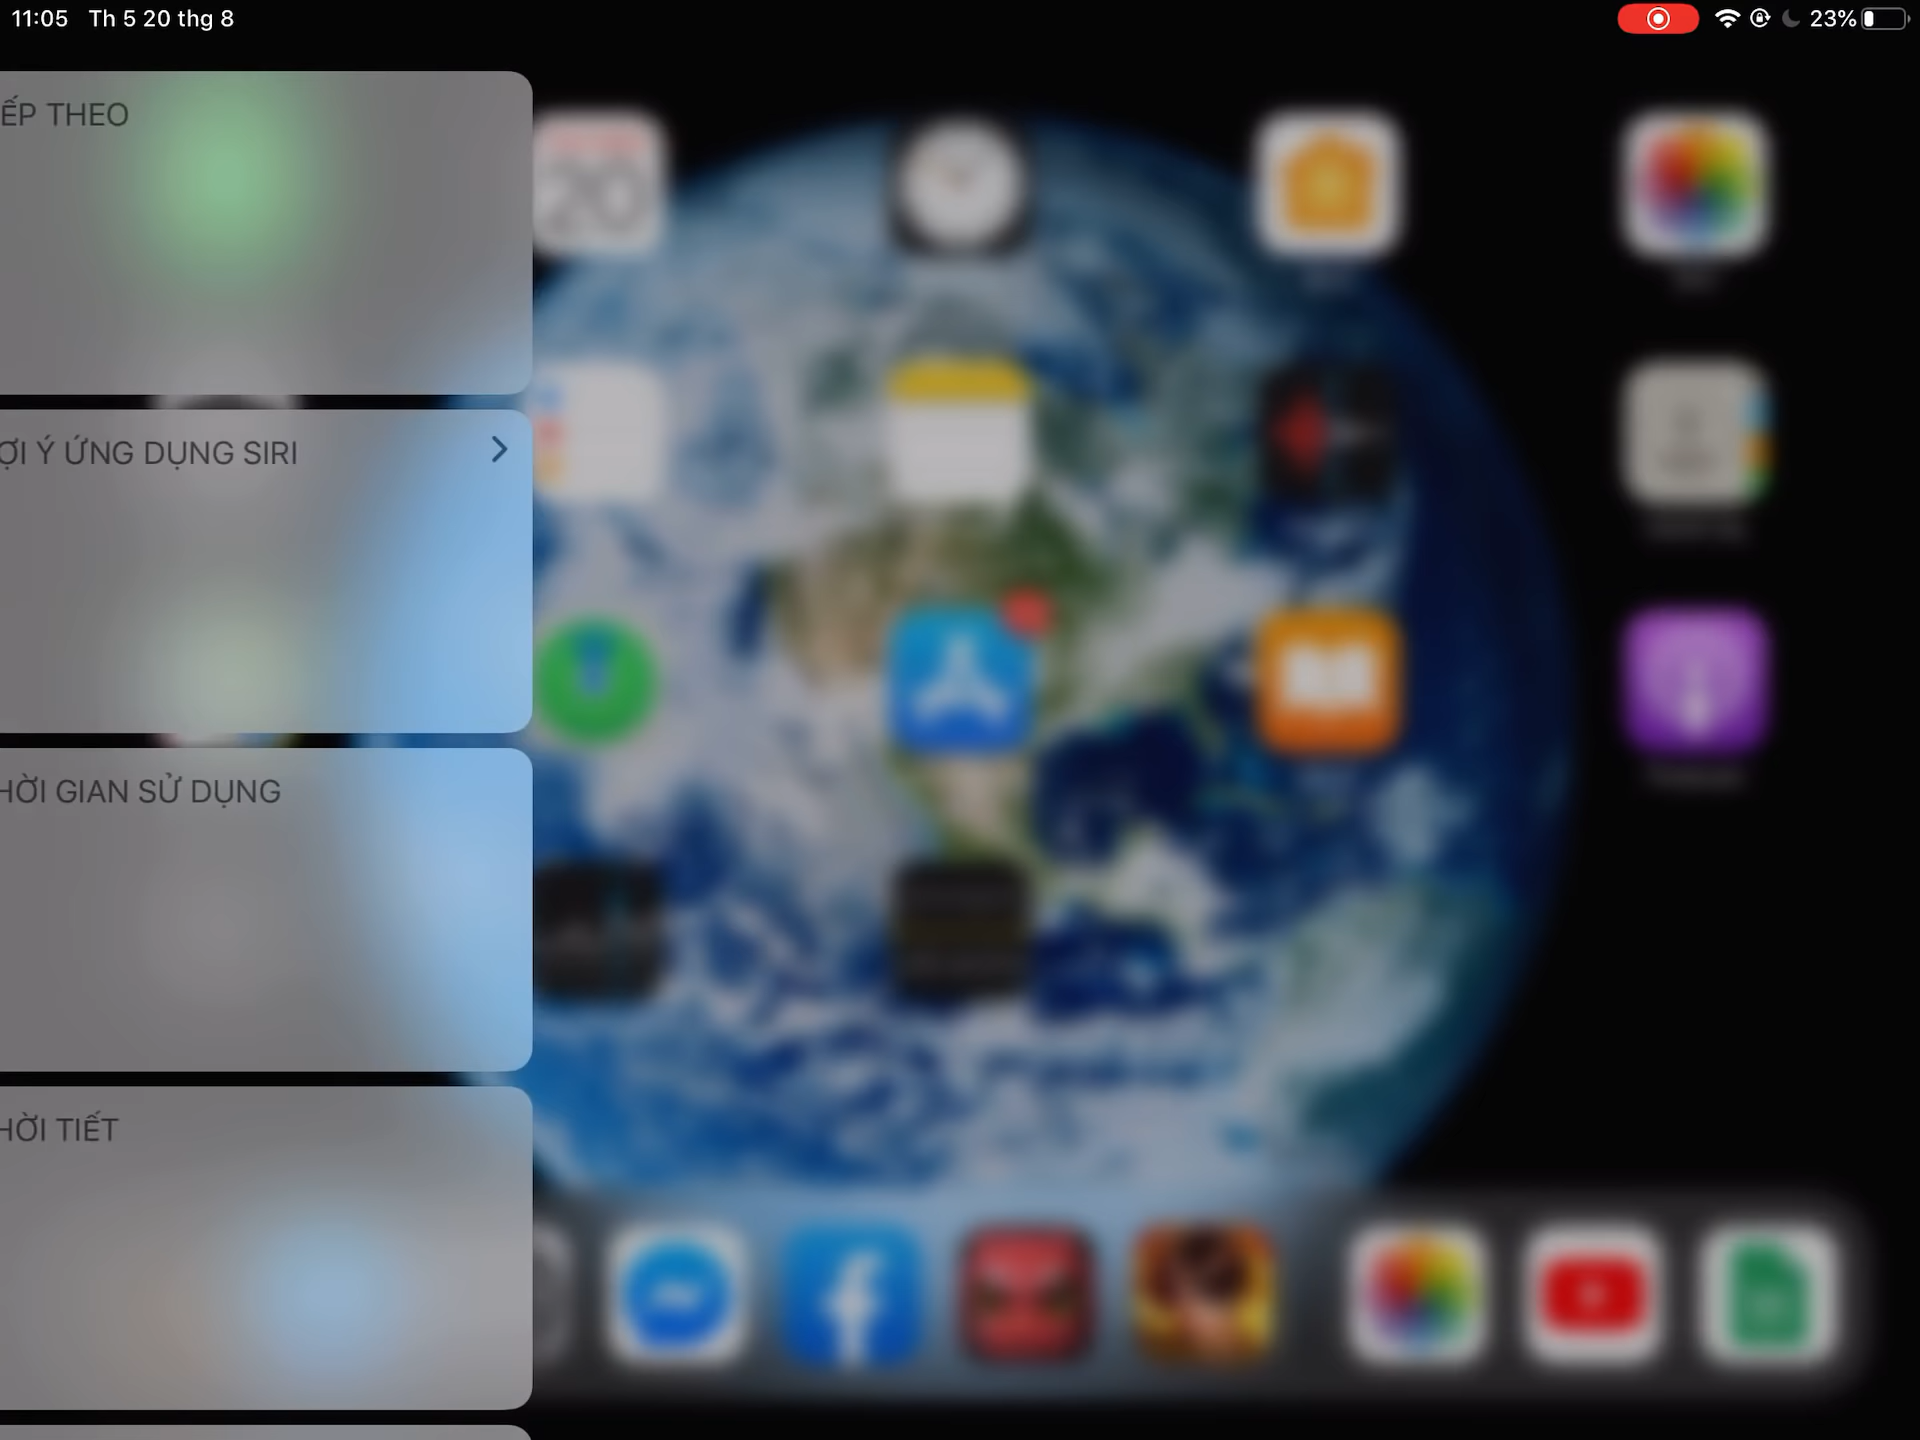 11:05 Th 5 20 thg 8
23%
ẾP THEO
ỢI Ý ỨNG DỤNG SIRI
HỜI GIAN SỬ DỤNG
HỜI TIẾT
20